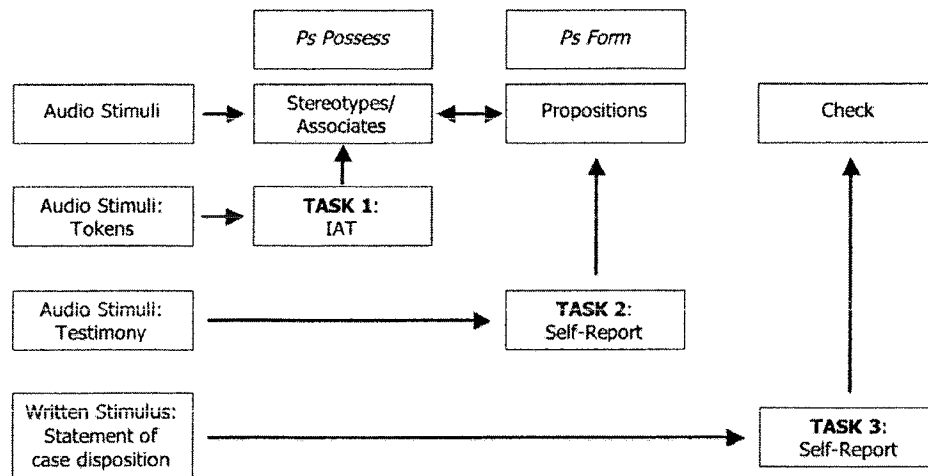 Ps Possess
Ps Form
Audio Stimuli
Stereotypes/
Associates
Propositions
Check
Audio Stimuli:
Tokens
TASK 1:
IAT
Audio Stimuli:
Testimony
TASK 2:
Self-Report
Written Stimulus:
Statement of
case disposition
TASK 3:
Self-Report